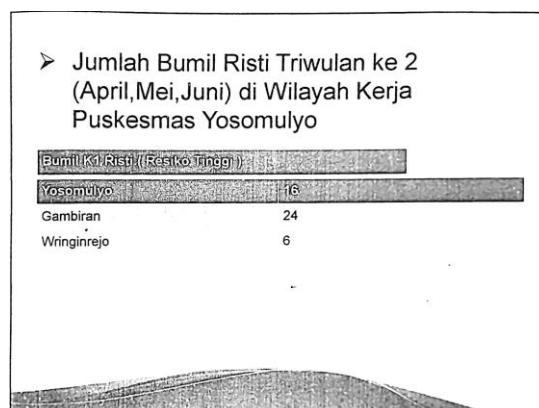 ➢ Jumlah Bumil Risti Triwulan ke 2
(April,Mei,Juni) di Wilayah Kerja
Puskesmas Yosomulyo
Bumil K1 Risti ( Resiko Tinggi )
Yosomulyo 16
Gambiran 24
Wringinrejo 6